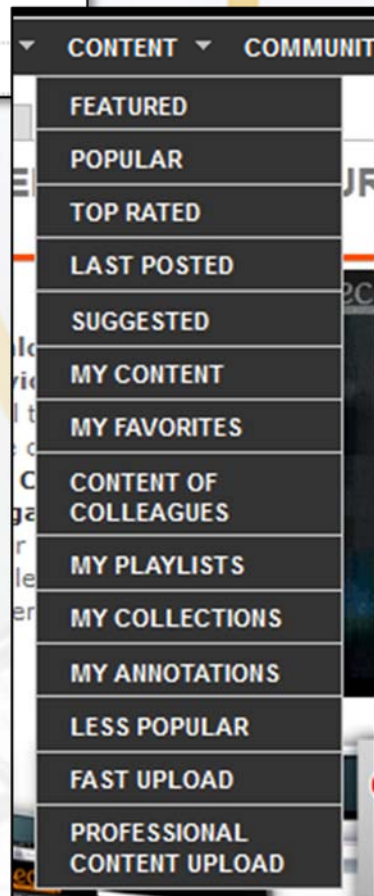 CONTENT COMMUNIT
FEATURED
POPULAR
TOP RATED
LAST POSTED
SUGGESTED
MY CONTENT
MY FAVORITES
CONTENT OF
COLLEAGUES
MY PLAYLISTS
MY COLLECTIONS
MY ANNOTATIONS
LESS POPULAR
FAST UPLOAD
PROFESSIONAL
CONTENT UPLOAD